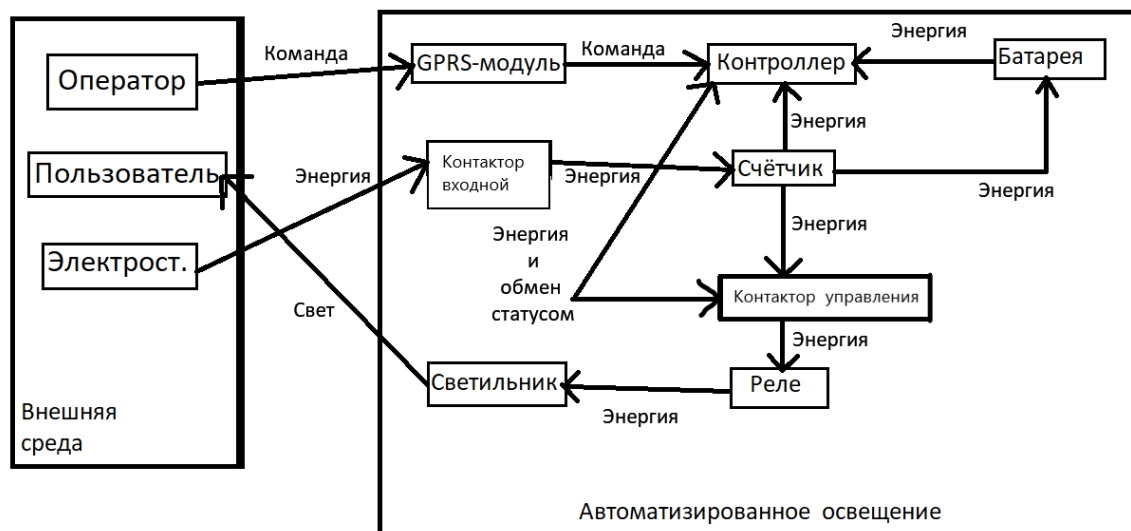 Оператор
Команда
GPRS-модуль
Команда
Контроллер
Энергия
Батарея
Энергия
Пользователь
Энергия
Контактор
входной
Энергия
Счётчик
Энергия
Электрост.
Энергия
и
обмен
статусом
Энергия
Контактор управления
Свет
Энергия
Светильник
Энергия
Реле
Внешняя
среда
Автоматизированное освещение